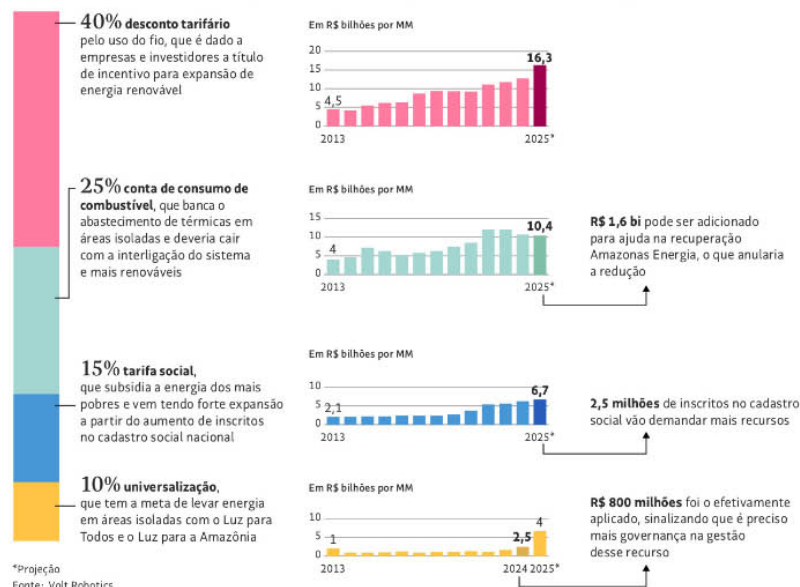 40% desconto tarifário
pelo uso do fio, que é dado a
empresas e investidores a título
de incentivo para expansão de
energia renovável
Em R$ bilhões por MM
20
15
10
5
0
4,5
16,3
2013
2025*
25% conta de consumo de
combustível, que banca o
abastecimento de térmicas em
áreas isoladas e deveria cair
com a interligação do sistema
e mais renováveis
Em R$ bilhões por MM
15
10
5
0
4
10,4
2013
2025*
R$ 1,6 bi pode ser adicionado
para ajuda na recuperação
Amazonas Energia, o que anularia
a redução
15% tarifa social,
que subsidia a energia dos mais
pobres e vem tendo forte expansão
a partir do aumento de inscritos
no cadastro social nacional
Em R$ bilhões por MM
10
5
0
2,1
6,7
2013
2025*
2,5 milhões de inscritos no cadastro
social vão demandar mais recursos
10% universalização,
que tem a meta de levar energia
em áreas isoladas com o Luz para
Todos e o Luz para a Amazônia
Em R$ bilhões por MM
10
5
0
1
2,5
4
2013
2024 2025*
R$ 800 milhões foi o efetivamente
aplicado, sinalizando que é preciso
mais governança na gestão
desse recurso
*Projeção
Fonte: Volt Robotics